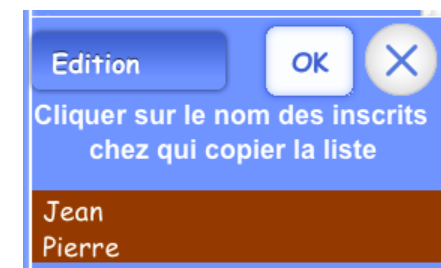 Edition
OK
Cliquer sur le nom des inscrits
chez qui copier la liste
Jean
Pierre